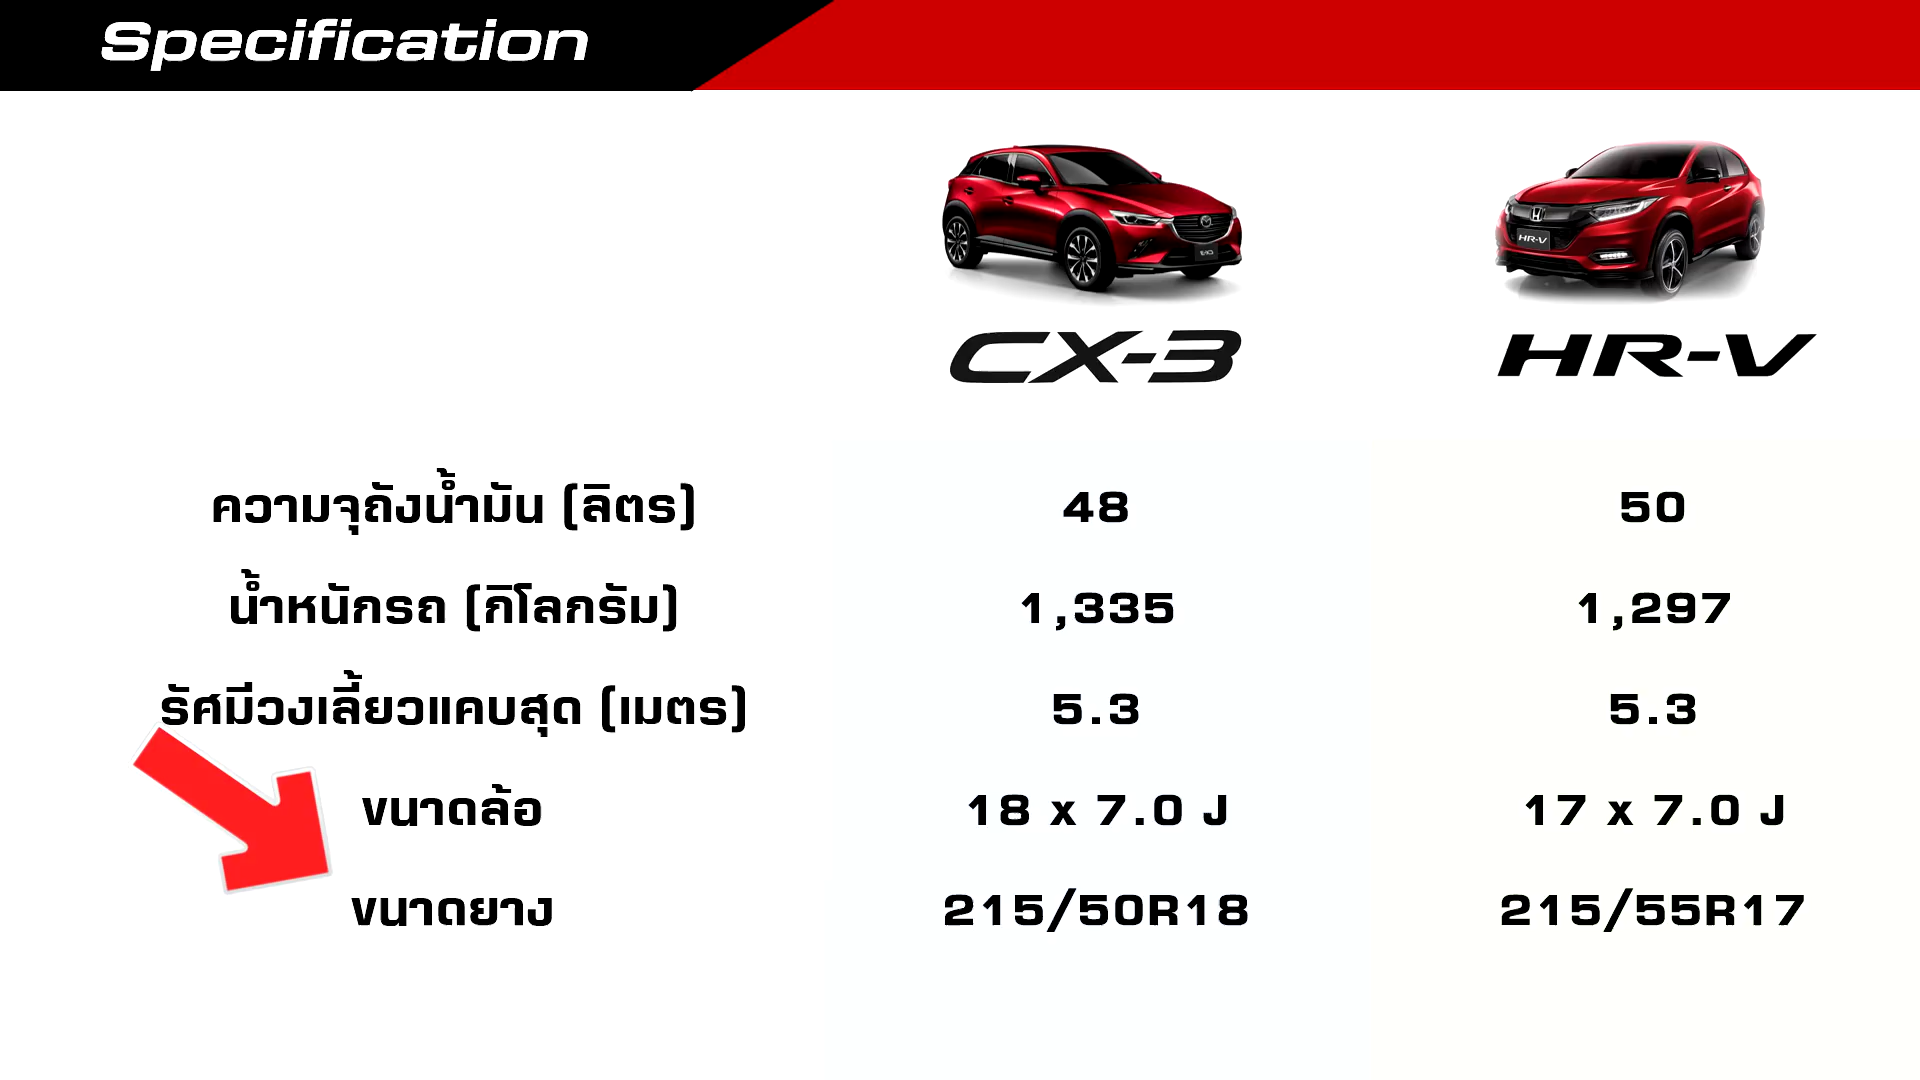 Specification
HR-V
CX-3
HR-V
ความจุถังน้ำมัน (ลิตร) 48 50
น้ำหนักรถ (กิโลกรัม) 1,335 1,297
รัศมีวงเลี้ยวแคบสุด (เมตร) 5.3 5.3
ขนาดล้อ 18 x 7.0 J 17 x 7.0 J
ขนาดยาง 215/50R18 215/55R17